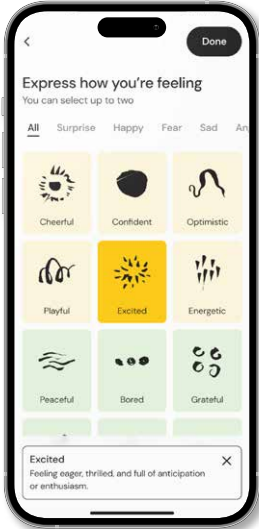 Done
Express how you're feeling
You can select up to two
All Surprise Happy Fear Sad
Cheerful Confident Optimistic
Playful Excited Energetic
Peaceful Bored Grateful
Excited
Feeling eager, thrilled, and full of anticipation
or enthusiasm.